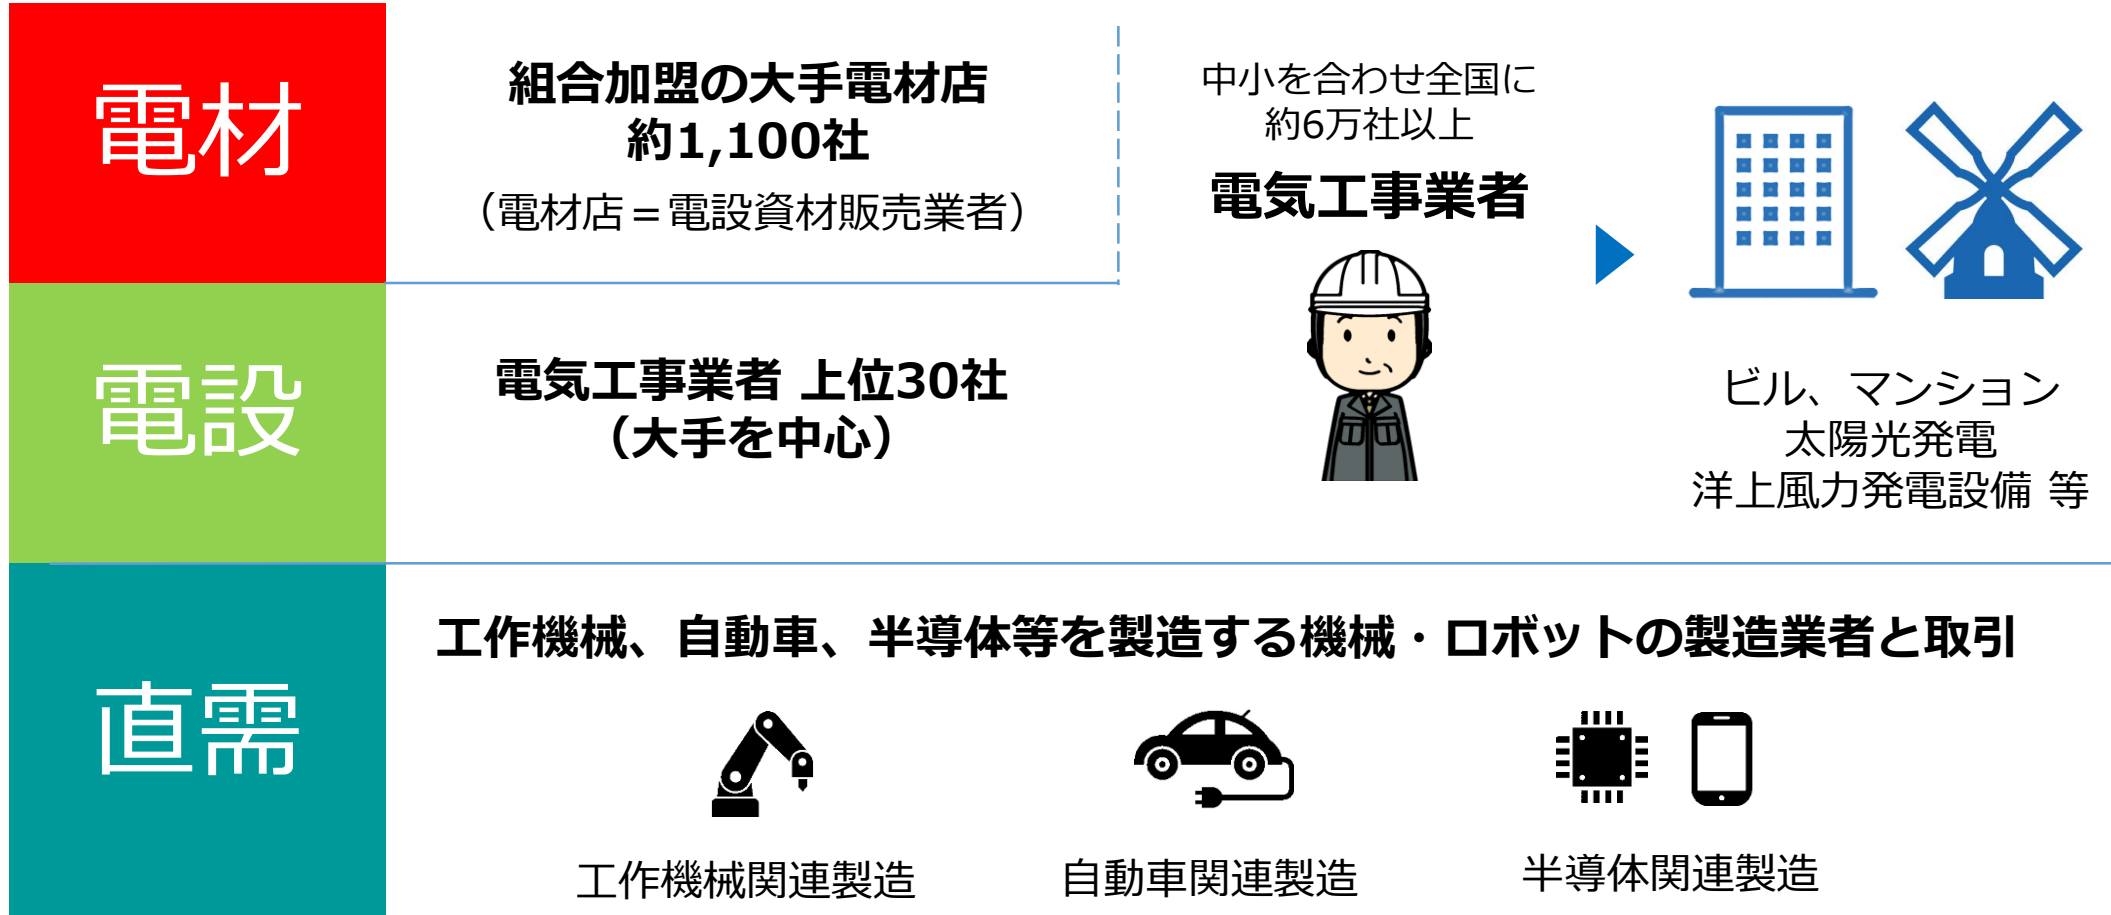 電材
組合加盟の大手電材店
約1,100社
（電材店＝電設資材販売業者）
中小を合わせ全国に
約6万社以上
電気工事業者
ビル、マンション
太陽光発電
洋上風力発電設備 等
電設
電気工事業者 上位30社
（大手を中心）
直需
工作機械、自動車、半導体等を製造する機械・ロボットの製造業者と取引
工作機械関連製造
自動車関連製造
半導体関連製造